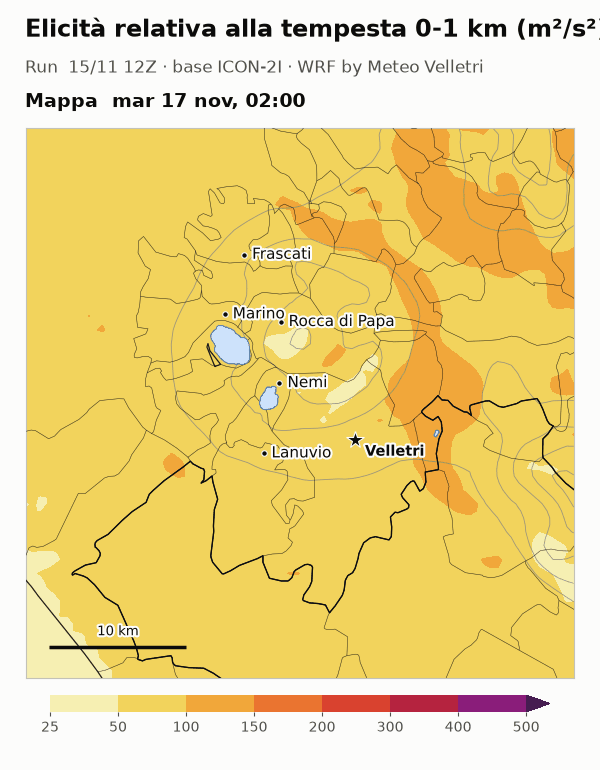 Elicità relativa alla tempesta 0-1 km (m²/s²)
Run 15/11 12Z · base ICON-2I · WRF by Meteo Velletri
Mappa mar 17 nov, 02:00
Frascati
Marino
Rocca di Papa
Nemi
Velletri
Lanuvio
10 km
25 50 100 150 200 300 400 500